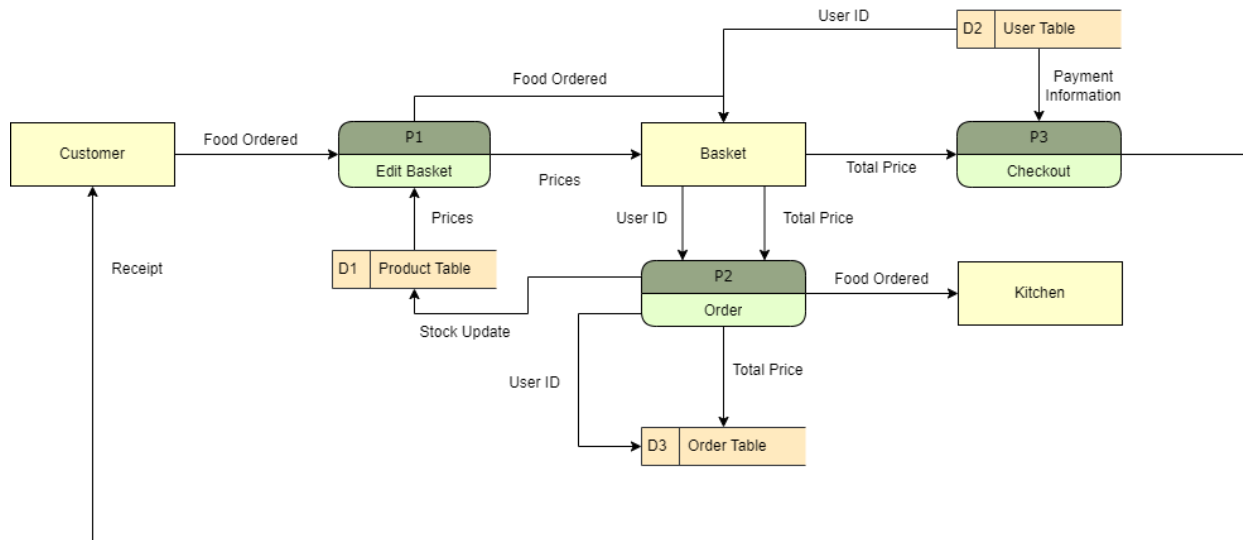 User ID
D2
User Table
Food Ordered
Payment
Information
Customer
Food Ordered
P1
Edit Basket
Prices
Basket
Total Price
P3
Checkout
Prices
User ID
Total Price
Receipt
D1
Product Table
P2
Order
Food Ordered
Kitchen
Stock Update
User ID
Total Price
D3
Order Table